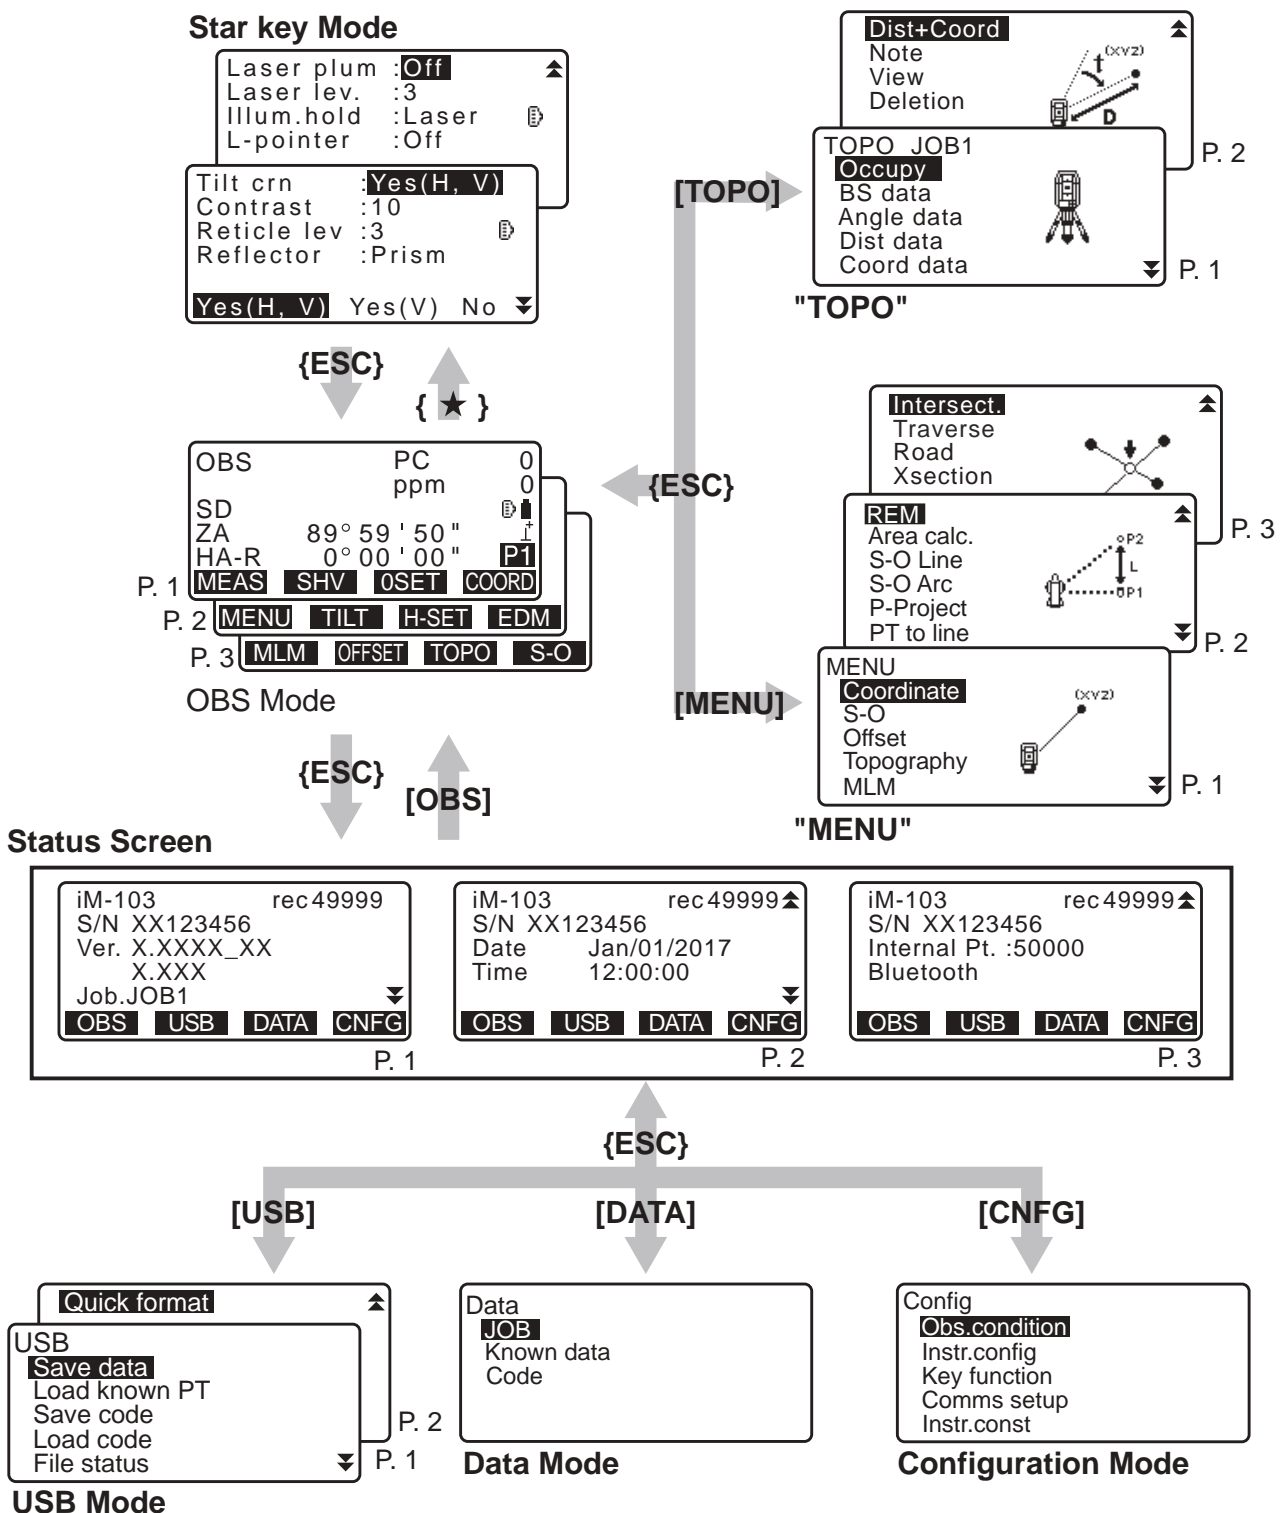 Star key Mode
Laser plum :Off
Laser lev. :3
Illum.hold :Laser
L-pointer :Off
Tilt crn :Yes(H, V)
Contrast :10
Reticle lev :3
Reflector :Prism
Yes(H, V) Yes(V) No
{ESC}
{ ★ }
Dist+Coord
Note
View
Deletion
(XYZ)
t
D
P. 2
TOPO JOB1
Occupy
BS data
Angle data
Dist data
Coord data
P. 1
"TOPO"
[TOPO]
{ESC}
[MENU]
OBS PC 0
ppm 0
SD
ZA 89° 59 ' 50 "
HA-R 0° 00 ' 00 " P1
P. 1 MEAS SHV 0SET COORD
P. 2 MENU TILT H-SET EDM
P. 3 MLM OFFSET TOPO S-O
OBS Mode
Intersect.
Traverse
Road
Xsection
P. 3
REM
Area calc.
S-O Line
S-O Arc
P-Project
PT to line
P2
L
P1
P. 2
MENU
Coordinate
S-O
Offset
Topography
MLM
(XYZ)
P. 1
"MENU"
{ESC}
[OBS]
Status Screen
iM-103 rec 49999
S/N XX123456
Ver. X.XXXX_XX
X.XXX
Job.JOB1
OBS USB DATA CNFG
P. 1
iM-103 rec 49999
S/N XX123456
Date Jan/01/2017
Time 12:00:00
OBS USB DATA CNFG
P. 2
iM-103 rec 49999
S/N XX123456
Internal Pt. :50000
Bluetooth
OBS USB DATA CNFG
P. 3
{ESC}
[USB] [DATA] [CNFG]
Quick format
P. 2
USB
Save data
Load known PT
Save code
Load code
File status
P. 1
USB Mode
Data
JOB
Known data
Code
Data Mode
Config
Obs.condition
Instr.config
Key function
Comms setup
Instr.const
Configuration Mode